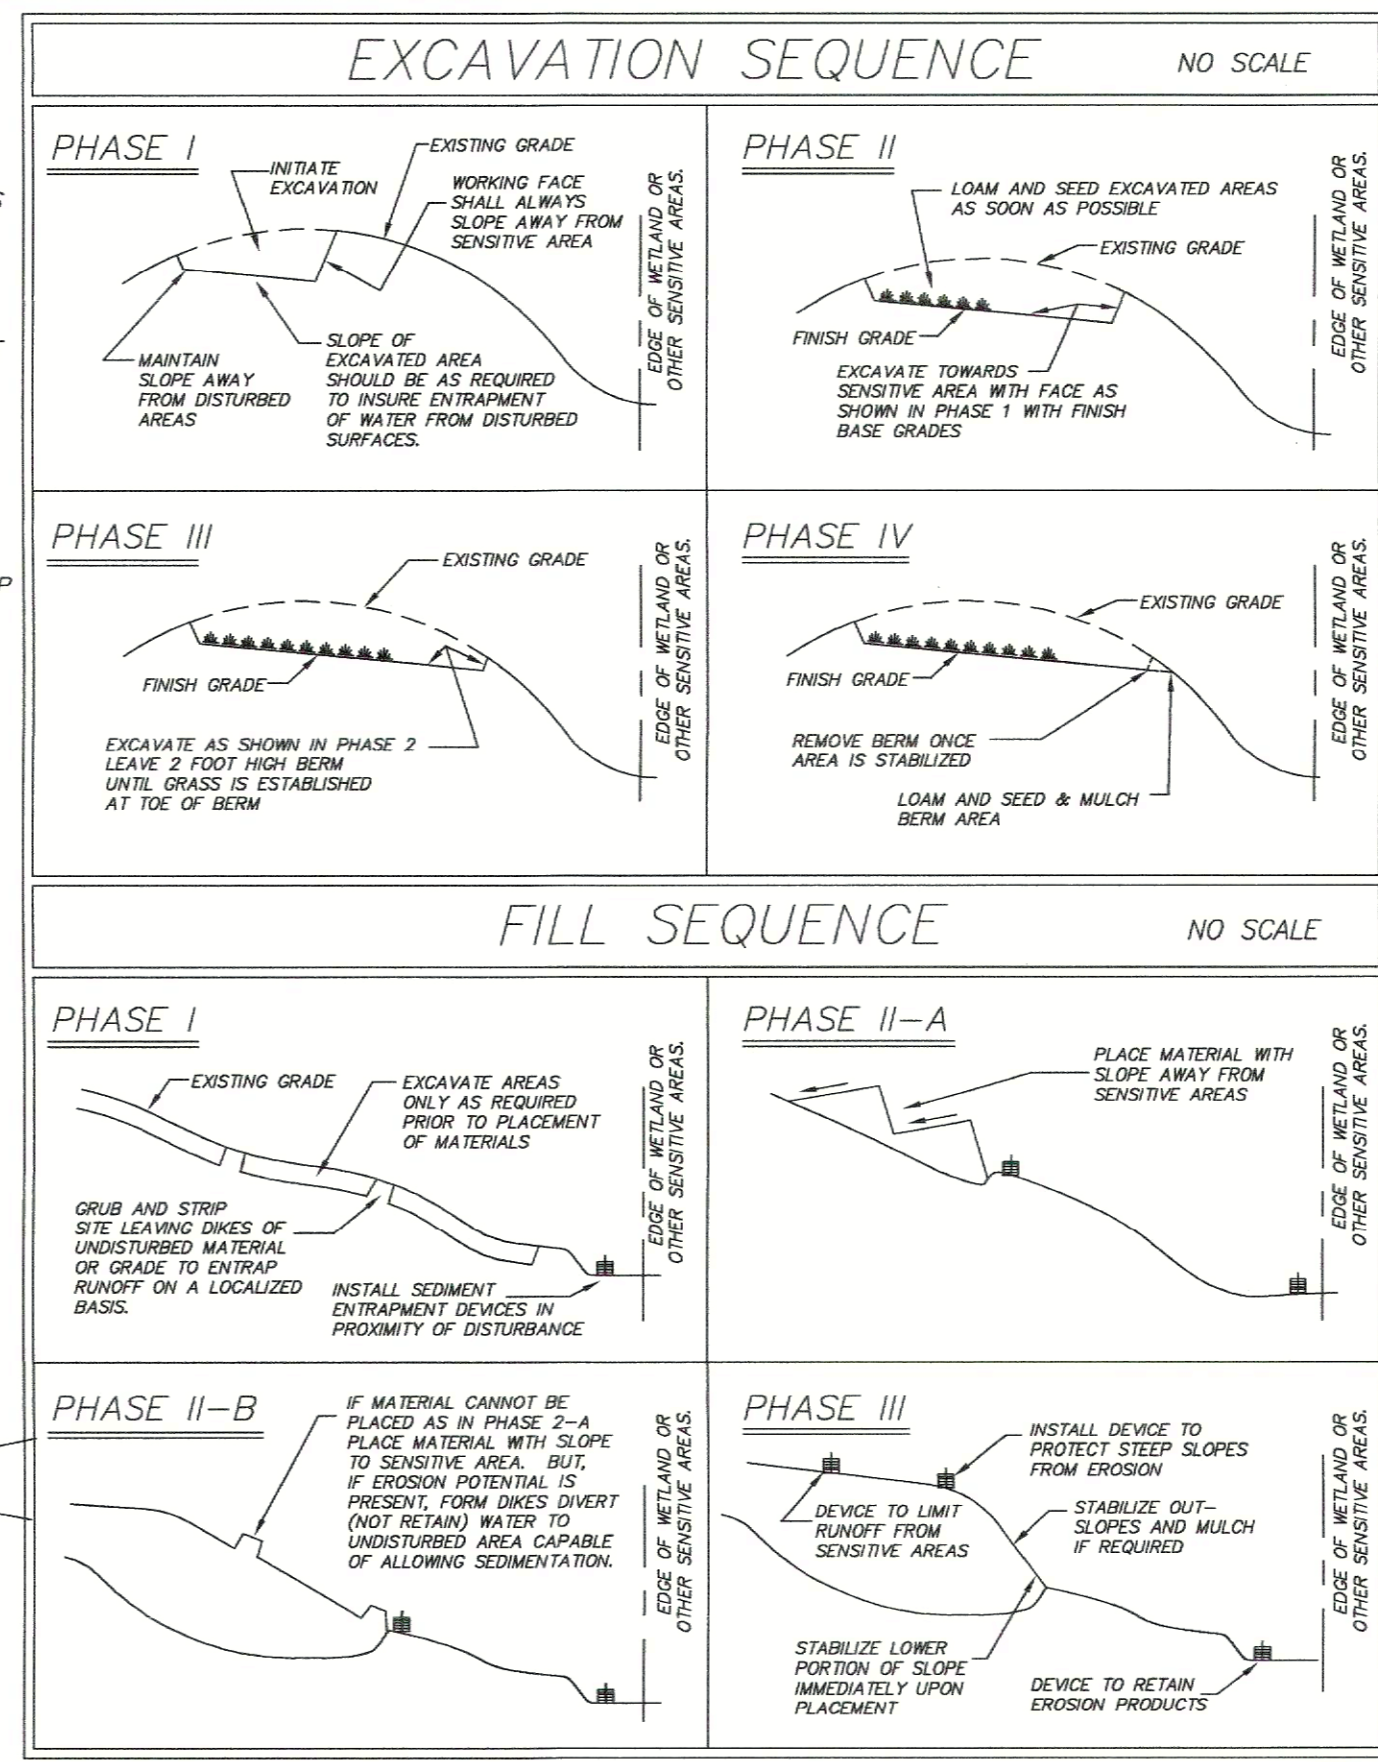 EXCAVATION SEQUENCE
NO SCALE
PHASE I
INITIATE
EXCAVATION
EXISTING GRADE
WORKING FACE
SHALL ALWAYS
SLOPE AWAY FROM
SENSITIVE AREA
MAINTAIN
SLOPE AWAY
FROM DISTURBED
AREAS
SLOPE OF
EXCAVATED AREA
SHOULD BE AS REQUIRED
TO INSURE ENTRAPMENT
OF WATER FROM DISTURBED
SURFACES.
EDGE OF WETLAND OR
OTHER SENSITIVE AREAS.
PHASE II
LOAM AND SEED EXCAVATED AREAS
AS SOON AS POSSIBLE
EXISTING GRADE
FINISH GRADE
EXCAVATE TOWARDS
SENSITIVE AREA WITH FACE AS
SHOWN IN PHASE 1 WITH FINISH
BASE GRADES
EDGE OF WETLAND OR
OTHER SENSITIVE AREAS.
PHASE III
EXISTING GRADE
FINISH GRADE
EXCAVATE AS SHOWN IN PHASE 2
LEAVE 2 FOOT HIGH BERM
UNTIL GRASS IS ESTABLISHED
AT TOE OF BERM
EDGE OF WETLAND OR
OTHER SENSITIVE AREAS.
PHASE IV
EXISTING GRADE
FINISH GRADE
REMOVE BERM ONCE
AREA IS STABILIZED
LOAM AND SEED & MULCH
BERM AREA
EDGE OF WETLAND OR
OTHER SENSITIVE AREAS.
FILL SEQUENCE
NO SCALE
PHASE I
EXISTING GRADE
EXCAVATE AREAS
ONLY AS REQUIRED
PRIOR TO PLACEMENT
OF MATERIALS
GRUB AND STRIP
SITE LEAVING DIKES OF
UNDISTURBED MATERIAL
OR GRADE TO ENTRAP
RUNOFF ON A LOCALIZED
BASIS.
INSTALL SEDIMENT
ENTRAPMENT DEVICES IN
PROXIMITY OF DISTURBANCE
EDGE OF WETLAND OR
OTHER SENSITIVE AREAS.
PHASE II-A
PLACE MATERIAL WITH
SLOPE AWAY FROM
SENSITIVE AREAS
EDGE OF WETLAND OR
OTHER SENSITIVE AREAS.
PHASE II-B
IF MATERIAL CANNOT BE
PLACED AS IN PHASE 2-A
PLACE MATERIAL WITH SLOPE
TO SENSITIVE AREA. BUT,
IF EROSION POTENTIAL IS
PRESENT, FORM DIKES DIVERT
(NOT RETAIN) WATER TO
UNDISTURBED AREA CAPABLE
OF ALLOWING SEDIMENTATION.
EDGE OF WETLAND OR
OTHER SENSITIVE AREAS.
PHASE III
INSTALL DEVICE TO
PROTECT STEEP SLOPES
FROM EROSION
DEVICE TO LIMIT
RUNOFF FROM
SENSITIVE AREAS
STABILIZE OUT-
SLOPES AND MULCH
IF REQUIRED
STABILIZE LOWER
PORTION OF SLOPE
IMMEDIATELY UPON
PLACEMENT
DEVICE TO RETAIN
EROSION PRODUCTS
EDGE OF WETLAND OR
OTHER SENSITIVE AREAS.